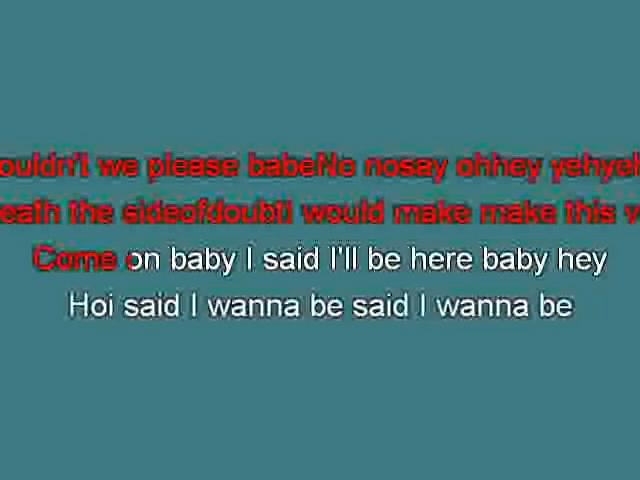 ouldn't we please babeNo nosay ohhey yehyeh
eath the sideofdoubtI would make make this w
Come on baby I said I'll be here baby hey
Hoi said I wanna be said I wanna be